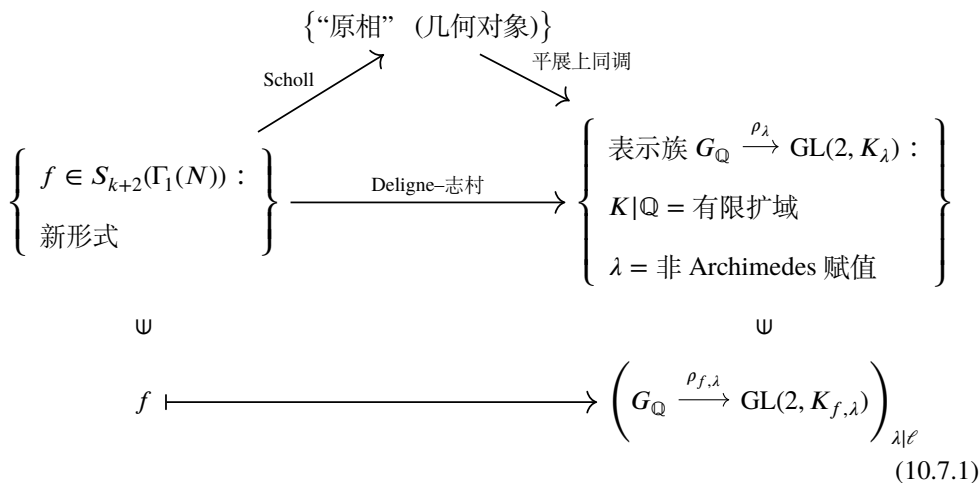 {“原相” (几何对象)}
Scholl
平展上同调
f ∈ S_{k+2}(Γ_1(N)) :
新形式
Deligne–志村
表示族 G_ℚ \xrightarrow{ρ_λ} GL(2, K_λ) :
K|ℚ = 有限扩域
λ = 非 Archimedes 赋值
f ⟼ (G_ℚ \xrightarrow{ρ_{f,λ}} GL(2, K_{f,λ}))_{λ|ℓ}
(10.7.1)